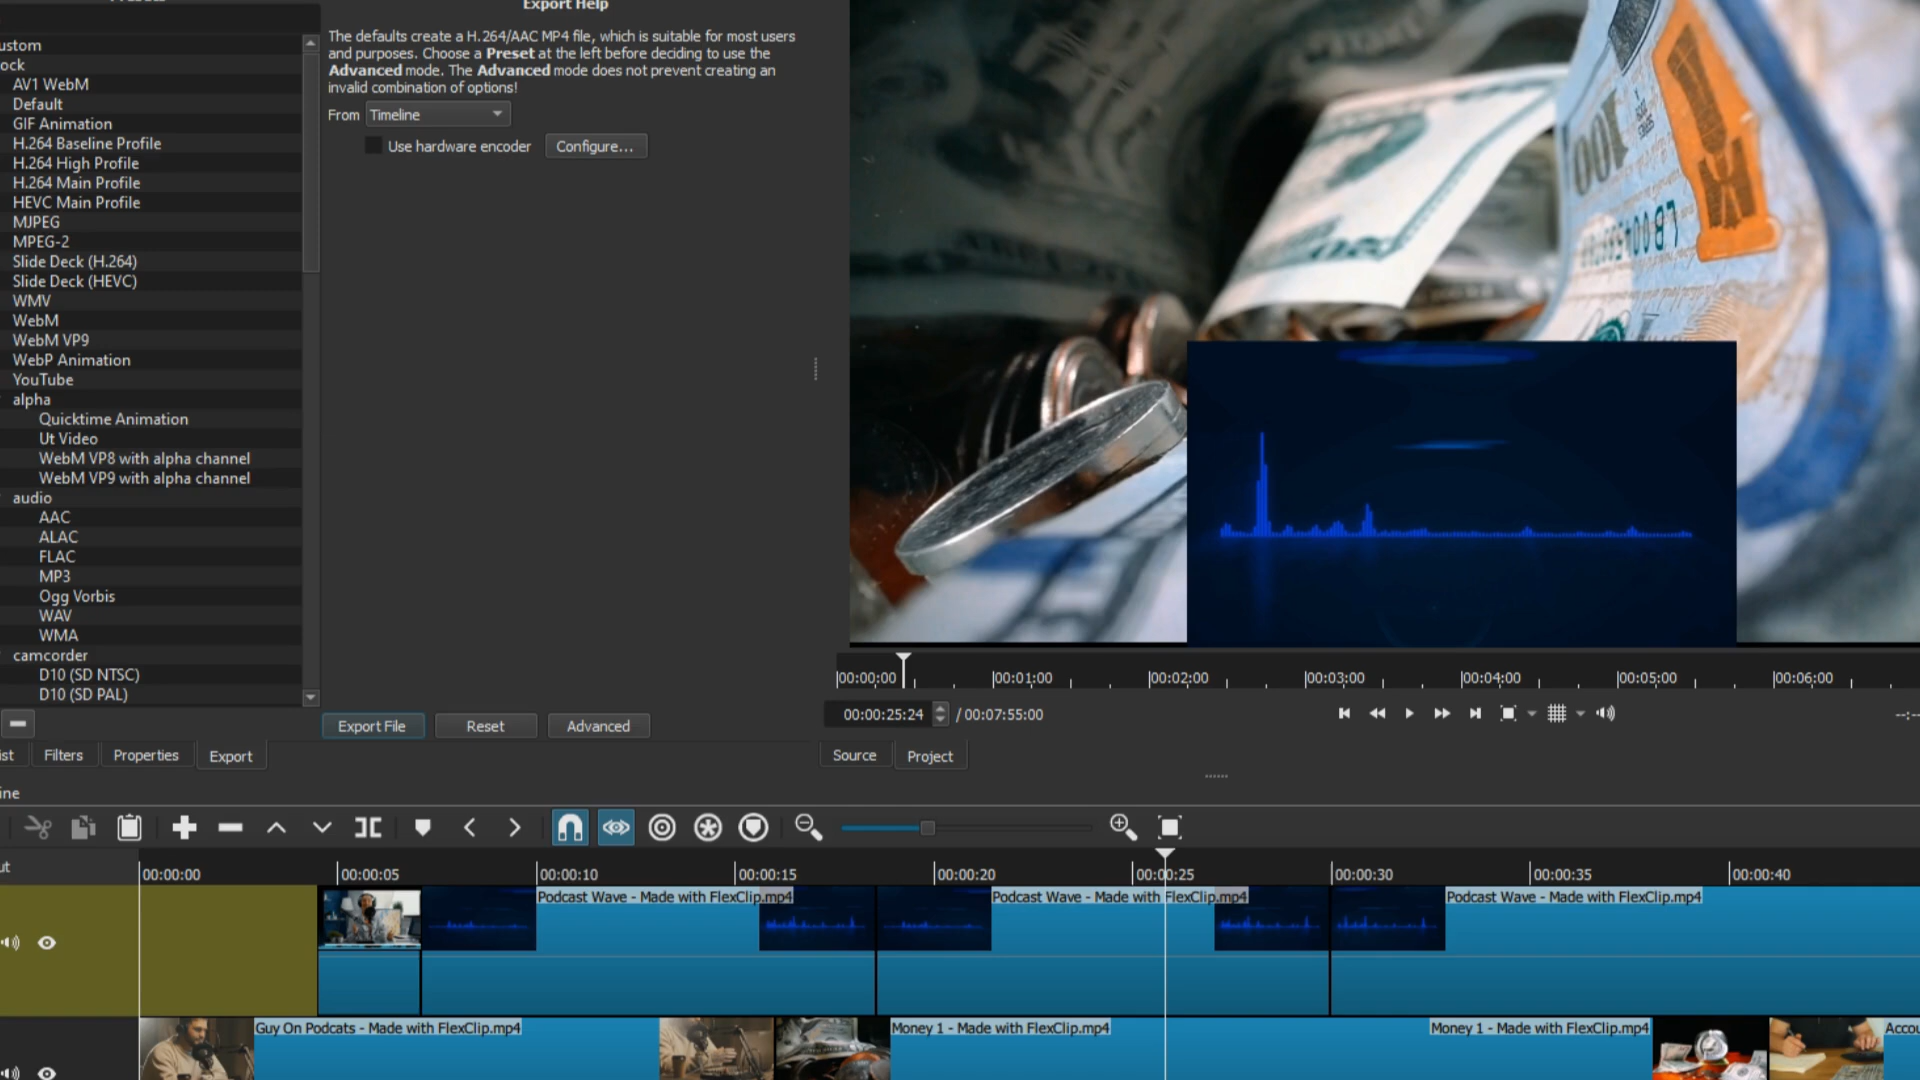 Export Help
The defaults create a H.264/AAC MP4 file, which is suitable for most users
and purposes. Choose a Preset at the left before deciding to use the
Advanced mode. The Advanced mode does not prevent creating an
invalid combination of options!
From Timeline
Use hardware encoder Configure...
ustom
ock
AV1 WebM
Default
GIF Animation
H.264 Baseline Profile
H.264 High Profile
H.264 Main Profile
HEVC Main Profile
MJPEG
MPEG-2
Slide Deck (H.264)
Slide Deck (HEVC)
WMV
WebM
WebM VP9
WebP Animation
YouTube
alpha
Quicktime Animation
Ut Video
WebM VP8 with alpha channel
WebM VP9 with alpha channel
audio
AAC
ALAC
FLAC
MP3
Ogg Vorbis
WAV
WMA
camcorder
D10 (SD NTSC)
D10 (SD PAL)
Export File Reset Advanced
ist Filters Properties Export
100
00:00:00 00:01:00 00:02:00 00:03:00 00:04:00 00:05:00 00:06:00
00:00:25:24 / 00:07:55:00 --:--
Source Project
ine
ut
00:00:00 00:00:05 00:00:10 00:00:15 00:00:20 00:00:25 00:00:30 00:00:35 00:00:40
Podcast Wave - Made with FlexClip.mp4 Podcast Wave - Made with FlexClip.mp4 Podcast Wave - Made with FlexClip.mp4
Guy On Podcats - Made with FlexClip.mp4 Money 1 - Made with FlexClip.mp4 Money 1 - Made with FlexClip.mp4 Accou